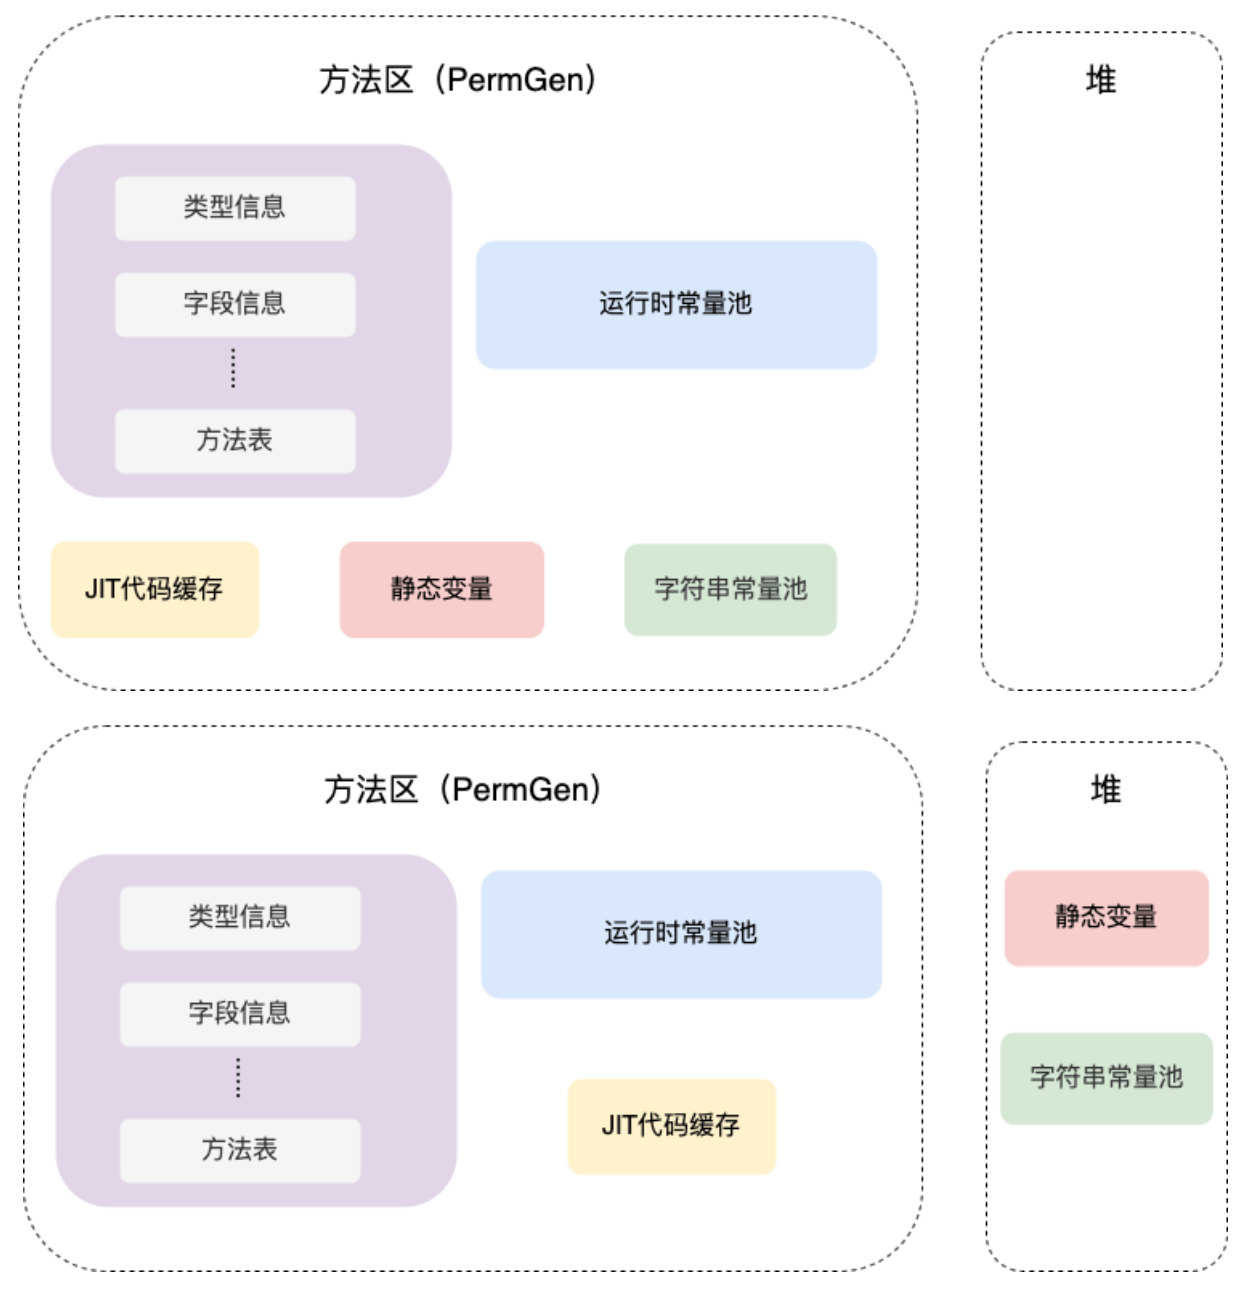 方法区（PermGen）
堆
类型信息
字段信息
运行时常量池
方法表
JIT代码缓存
静态变量
字符串常量池
方法区（PermGen）
堆
类型信息
字段信息
运行时常量池
方法表
JIT代码缓存
静态变量
字符串常量池